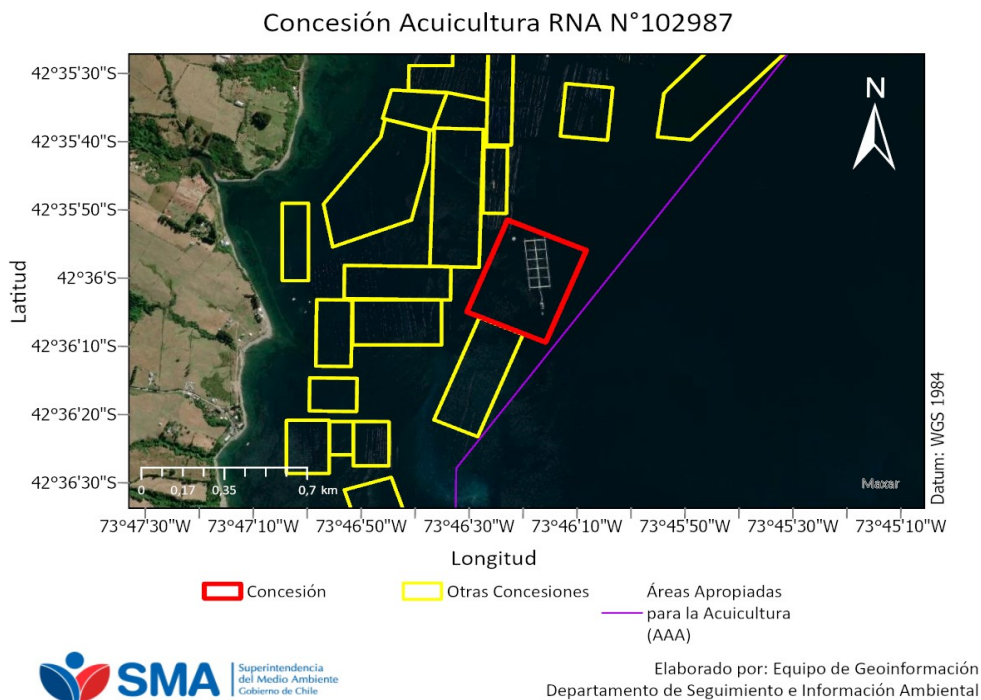 Concesión Acuicultura RNA N°102987
42°35'30"S
42°35'40"S
42°35'50"S
42°36'S
42°36'10"S
42°36'20"S
42°36'30"S
Latitud
N
0 0,17 0,35 0,7 km
Maxar
Datum: WGS 1984
73°47'30"W 73°47'10"W 73°46'50"W 73°46'30"W 73°46'10"W 73°45'50"W 73°45'30"W 73°45'10"W
Longitud
Concesión
Otras Concesiones
Áreas Apropiadas
para la Acuicultura
(AAA)
SMA
Superintendencia
del Medio Ambiente
Gobierno de Chile
Elaborado por: Equipo de Geoinformación
Departamento de Seguimiento e Información Ambiental